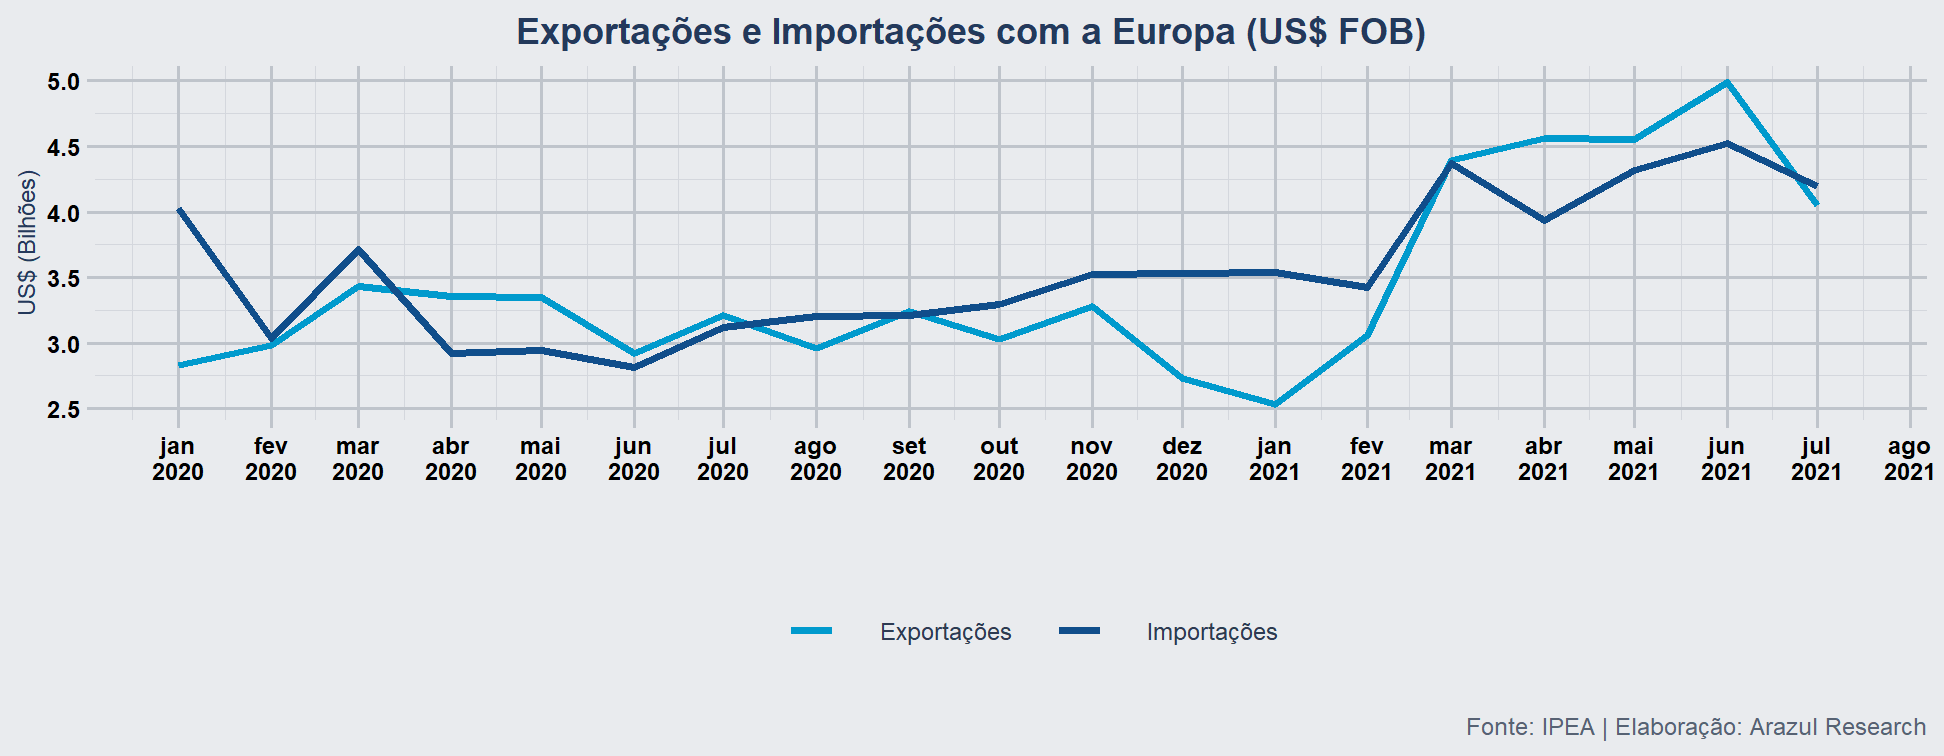 Exportações e Importações com a Europa (US$ FOB)
US$ (Bilhões)
5.0
4.5
4.0
3.5
3.0
2.5
jan fev mar abr mai jun jul ago set out nov dez jan fev mar abr mai jun jul ago
2020 2020 2020 2020 2020 2020 2020 2020 2020 2020 2020 2020 2021 2021 2021 2021 2021 2021 2021 2021
Exportações Importações
Fonte: IPEA | Elaboração: Arazul Research